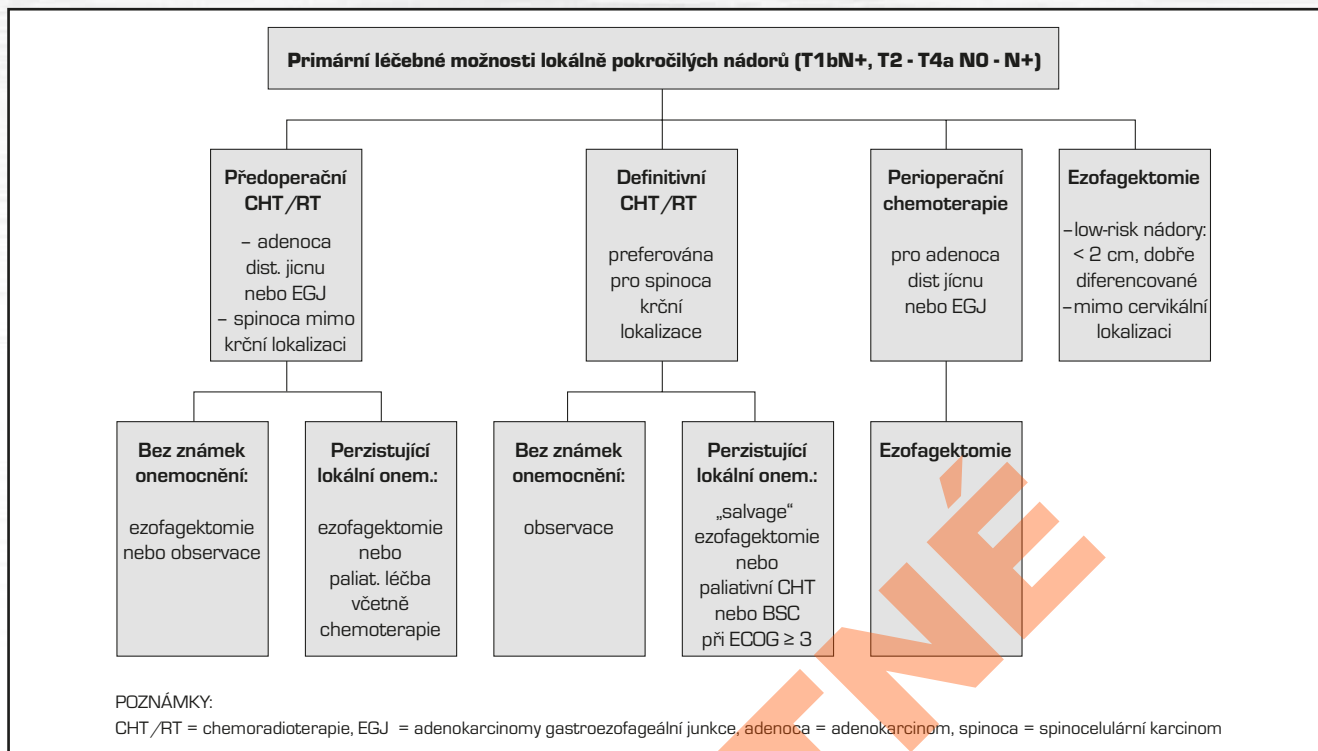 Primární léčebné možnosti lokálně pokročilých nádorů (T1bN+, T2 - T4a N0 - N+)
Předoperační
CHT/RT
– adenoca
dist. jicnu
nebo EGJ
– spinoca mimo
krční lokalizaci
Definitivní
CHT/RT
preferována
pro spinoca
krční
lokalizace
Perioperační
chemoterapie
pro adenoca
dist jícnu
nebo EGJ
Ezofagektomie
–low-risk nádory:
< 2 cm, dobře
diferencované
–mimo cervikální
lokalizaci
Bez známek
onemocnění:
ezofagektomie
nebo observace
Perzistující
lokální onem.:
ezofagektomie
nebo
paliat. léčba
včetně
chemoterapie
Bez známek
onemocnění:
observace
Perzistující
lokální onem.:
„salvage“
ezofagektomie
nebo
paliativní CHT
nebo BSC
při ECOG ≥ 3
Ezofagektomie
POZNÁMKY:
CHT/RT = chemoradioterapie, EGJ = adenokarcinomy gastroezofageální junkce, adenoca = adenokarcinom, spinoca = spinocelulární karcinom